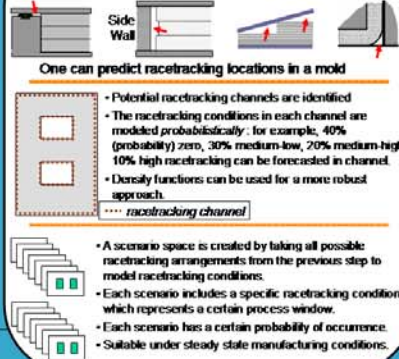 Side
Wall
One can predict racetracking locations in a mold
• Potential racetracking channels are identified
• The racetracking conditions in each channel are
modeled probabilistically : for example, 40%
(probability) zero, 30% medium-low, 20% medium-high
10% high racetracking can be forecasted in channel.
• Density functions can be used for a more robust
approach.
racetracking channel
• A scenario space is created by taking all possible
racetracking arrangements from the previous step to
model racetracking conditions.
• Each scenario includes a specific racetracking condition
which represents a certain process window.
• Each scenario has a certain probability of occurrence.
• Suitable under steady state manufacturing conditions.